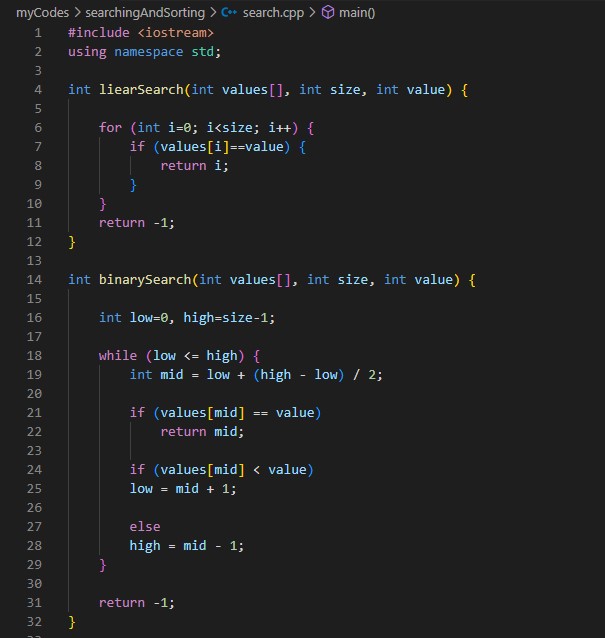 myCodes > searchingAndSorting > C++ search.cpp > main()
1 #include <iostream>
2 using namespace std;
3
4 int liearSearch(int values[], int size, int value) {
5
6 for (int i=0; i<size; i++) {
7 if (values[i]==value) {
8 return i;
9 }
10 }
11 return -1;
12 }
13
14 int binarySearch(int values[], int size, int value) {
15
16 int low=0, high=size-1;
17
18 while (low <= high) {
19 int mid = low + (high - low) / 2;
20
21 if (values[mid] == value)
22 return mid;
23
24 if (values[mid] < value)
25 low = mid + 1;
26
27 else
28 high = mid - 1;
29 }
30
31 return -1;
32 }